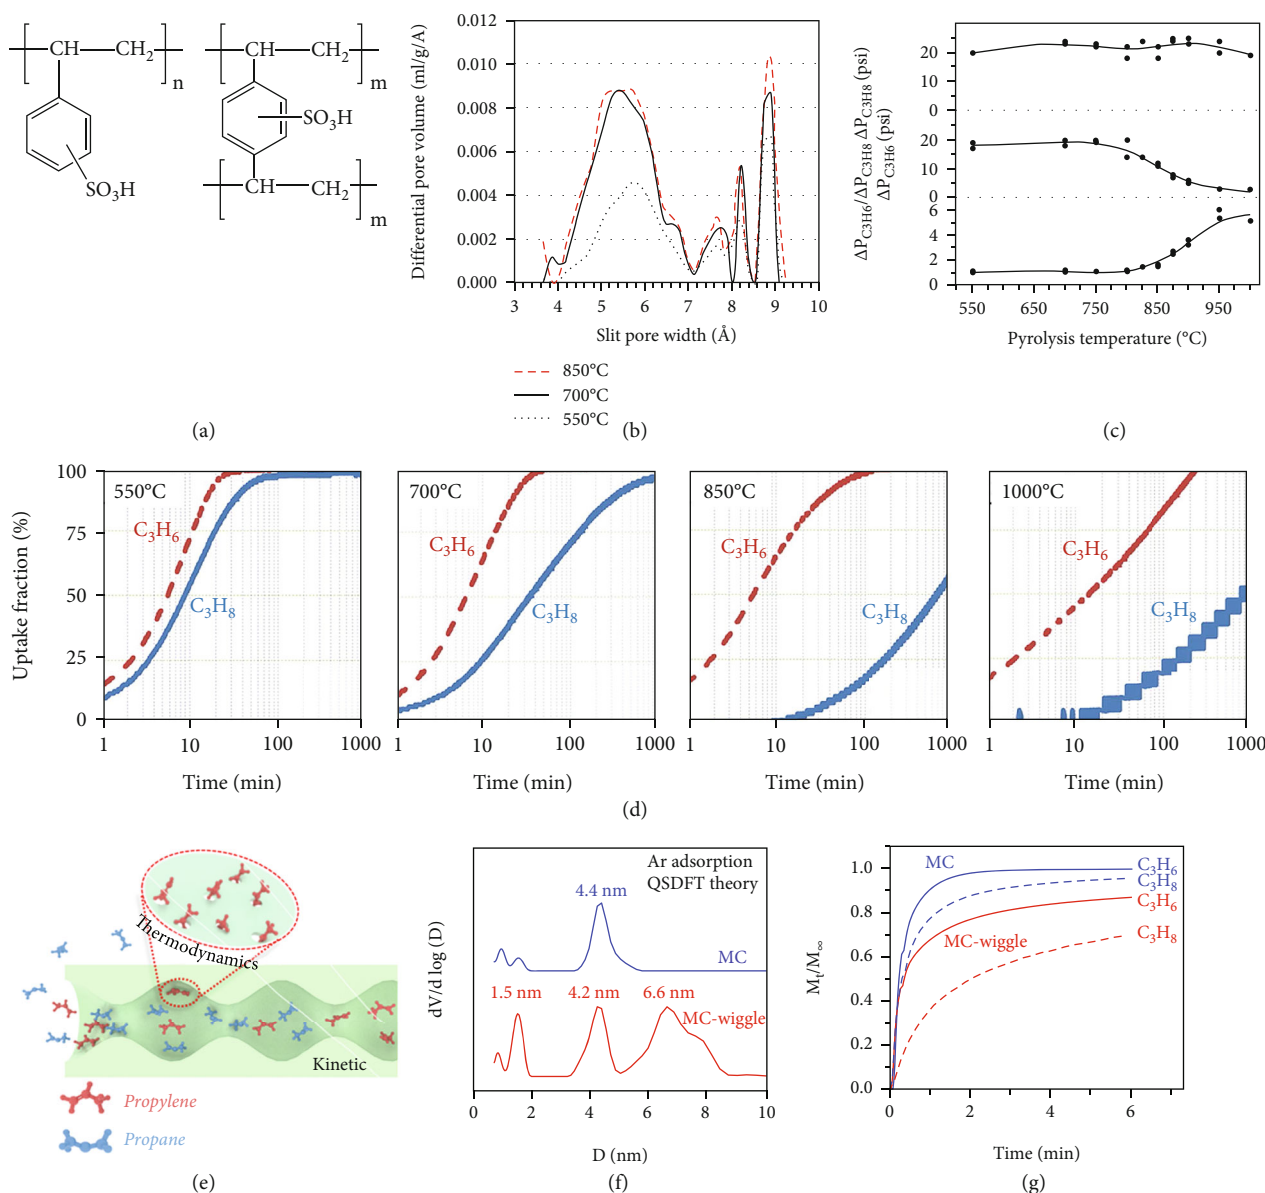 CH
CH2
n
SO3H
(a)
CH
CH2
m
SO3H
CH
CH2
m
Differential pore volume (ml/g/A)
0.012
0.010
0.008
0.006
0.004
0.002
0.000
3 4 5 6 7 8 9 10
Slit pore width (Å)
850°C
700°C
550°C
(b)
ΔPC3H6/ΔPC3H8 ΔPC3H8 (psi)
ΔPC3H6 (psi)
20
10
0
20
10
0
6
4
2
0
550 650 750 850 950
Pyrolysis temperature (°C)
(c)
Uptake fraction (%)
100
75
50
25
0
550°C
C3H6
C3H8
1 10 100 1000
Time (min)
700°C
C3H6
C3H8
1 10 100 1000
Time (min)
850°C
C3H6
C3H8
1 10 100 1000
Time (min)
1000°C
C3H6
C3H8
1 10 100 1000
Time (min)
(d)
Thermodynamics
Kinetic
Propylene
Propane
(e)
dV/d log (D)
Ar adsorption
QSDFT theory
4.4 nm
MC
1.5 nm 4.2 nm 6.6 nm
MC-wiggle
0 2 4 6 8 10
D (nm)
(f)
Mt/M∞
1.0
0.8
0.6
0.4
0.2
0.0
MC
C3H6
C3H8
C3H6
MC-wiggle
C3H8
0 2 4 6
Time (min)
(g)